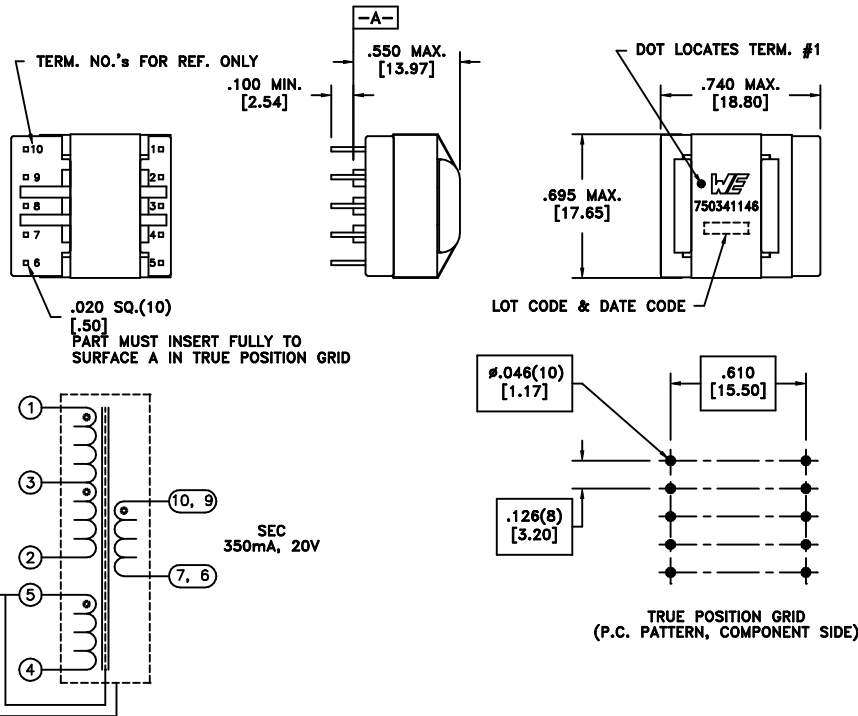 -A-
TERM. NO.'s FOR REF. ONLY
.550 MAX.
[13.97]
.100 MIN.
[2.54]
DOT LOCATES TERM. #1
.740 MAX.
[18.80]
10
9
8
7
6
1
2
3
4
5
.695 MAX.
[17.65]
WE
750341146
LOT CODE & DATE CODE
.020 SQ.(10)
[.50]
PART MUST INSERT FULLY TO
SURFACE A IN TRUE POSITION GRID
ø.046(10)
[1.17]
.610
[15.50]
.126(8)
[3.20]
TRUE POSITION GRID
(P.C. PATTERN, COMPONENT SIDE)
1
3
2
5
4
10, 9
7, 6
SEC
350mA, 20V